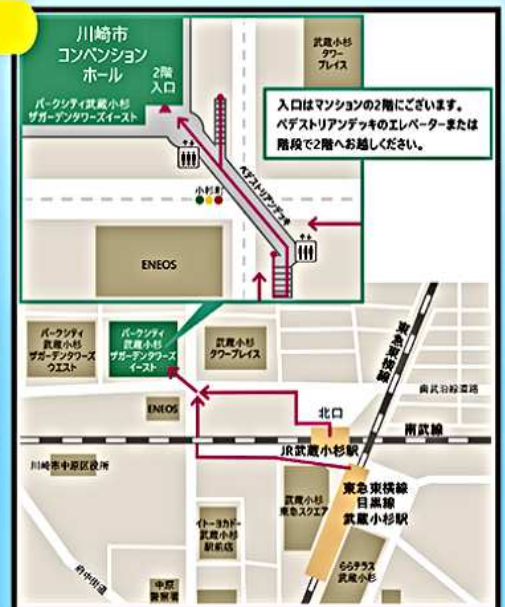 川崎市
コンベンション
ホール
2階
入口
パークシティ武蔵小杉
ザガーデンタワーズイースト
武蔵小杉
タワー
プレイス
入口はマンションの2階にございます。
ペデストリアンデッキのエレベーターまたは
階段で2階へお越しください。
小杉町
ペデストリアンデッキ
ENEOS
パークシティ
武蔵小杉
ザガーデンタワーズ
ウエスト
パークシティ
武蔵小杉
ザガーデンタワーズ
イースト
武蔵小杉
タワープレイス
東急東横線
南武沿線道路
ENEOS
北口
南武線
JR武蔵小杉駅
川崎市中原区役所
東急東横線
目黒線
武蔵小杉駅
武蔵小杉
東急スクエア
イトーヨーカドー
武蔵小杉
駅前店
ららテラス
武蔵小杉
府中街道
中原
警察署